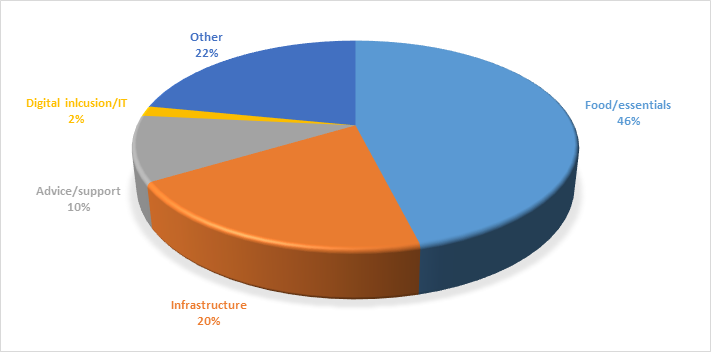 Other
22%
Food/essentials
46%
Digital inlcusion/IT
2%
Advice/support
10%
Infrastructure
20%